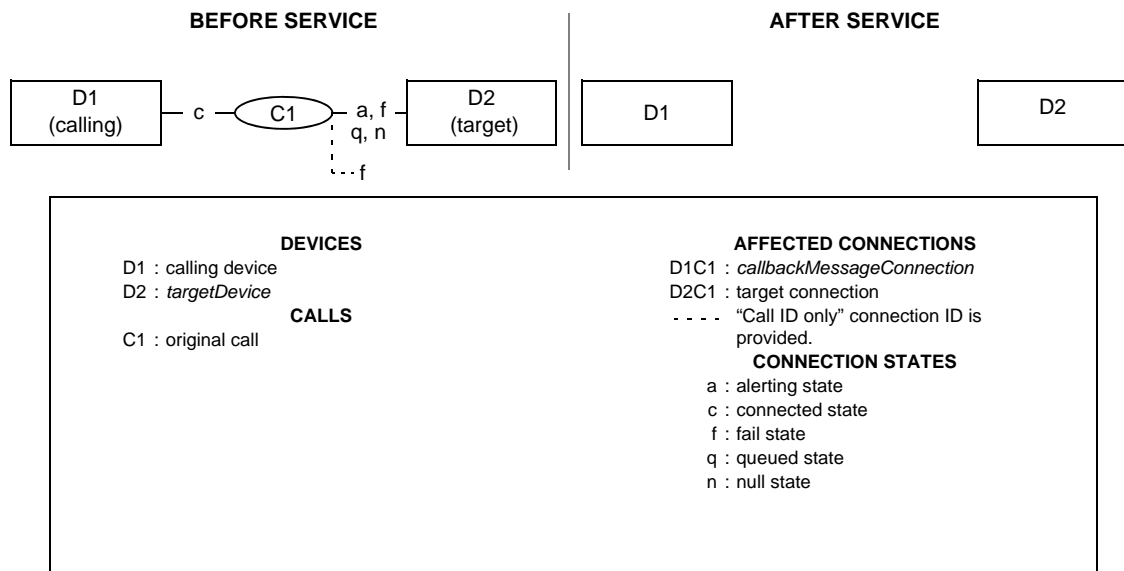 BEFORE SERVICE
AFTER SERVICE
D1
(calling)
c
C1
a, f
q, n
f
D2
(target)
D1
D2
DEVICES
D1 : calling device
D2 : targetDevice
CALLS
C1 : original call
AFFECTED CONNECTIONS
D1C1 : callbackMessageConnection
D2C1 : target connection
- - - - “Call ID only” connection ID is
provided.
CONNECTION STATES
a : alerting state
c : connected state
f : fail state
q : queued state
n : null state